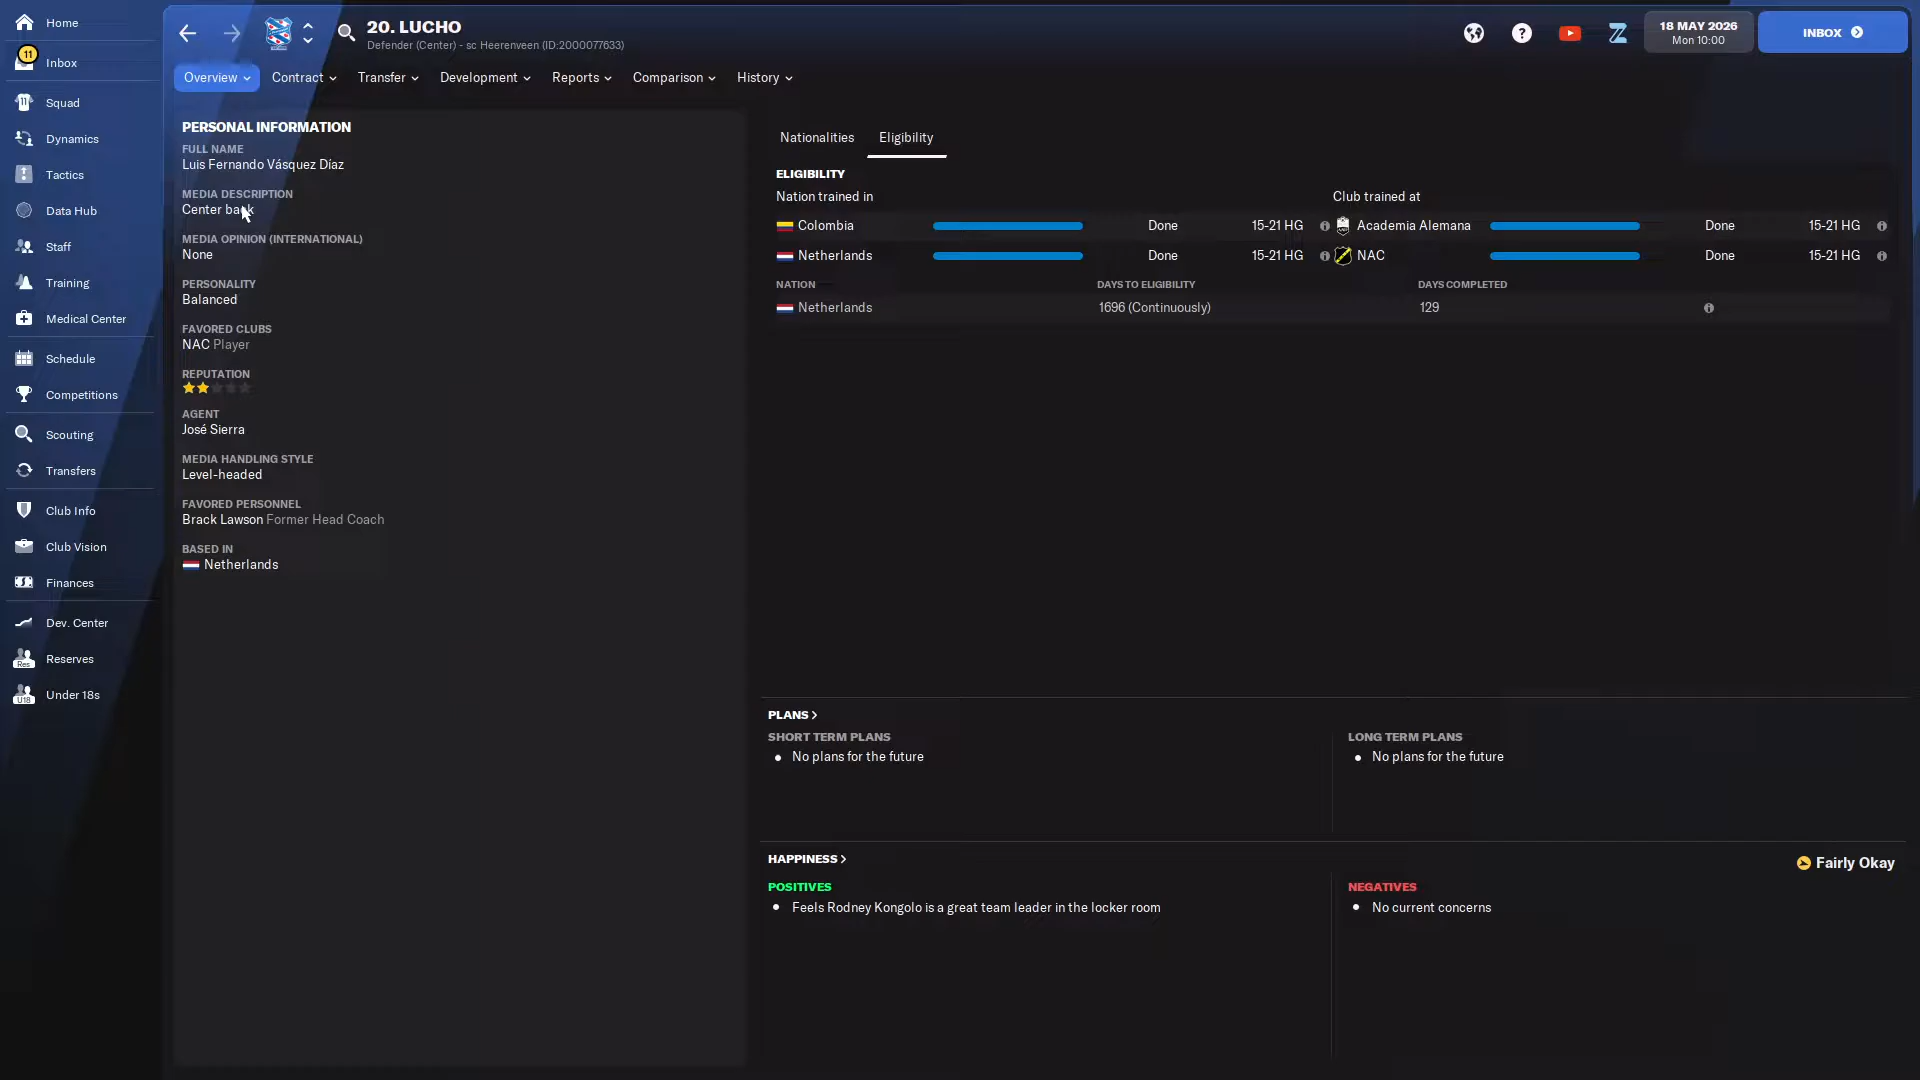 Home
11
Inbox
Squad
Dynamics
Tactics
Data Hub
Staff
Training
Medical Center
Schedule
Competitions
Scouting
Transfers
Club Info
Club Vision
Finances
Dev. Center
Res
Reserves
U18
Under 18s
20. LUCHO
Defender (Center) - sc Heerenveen (ID:2000077633)
18 MAY 2026
Mon 10:00
INBOX
Overview
Contract
Transfer
Development
Reports
Comparison
History
PERSONAL INFORMATION
FULL NAME
Luis Fernando Vásquez Díaz
MEDIA DESCRIPTION
Center back
MEDIA OPINION (INTERNATIONAL)
None
PERSONALITY
Balanced
FAVORED CLUBS
NAC Player
REPUTATION
AGENT
José Sierra
MEDIA HANDLING STYLE
Level-headed
FAVORED PERSONNEL
Brack Lawson Former Head Coach
BASED IN
Netherlands
Nationalities
Eligibility
ELIGIBILITY
Nation trained in
Club trained at
Colombia Done 15-21 HG
Academia Alemana Done 15-21 HG
Netherlands Done 15-21 HG
NAC Done 15-21 HG
NATION DAYS TO ELIGIBILITY DAYS COMPLETED
Netherlands 1696 (Continuously) 129
PLANS
SHORT TERM PLANS
No plans for the future
LONG TERM PLANS
No plans for the future
HAPPINESS
Fairly Okay
POSITIVES
Feels Rodney Kongolo is a great team leader in the locker room
NEGATIVES
No current concerns